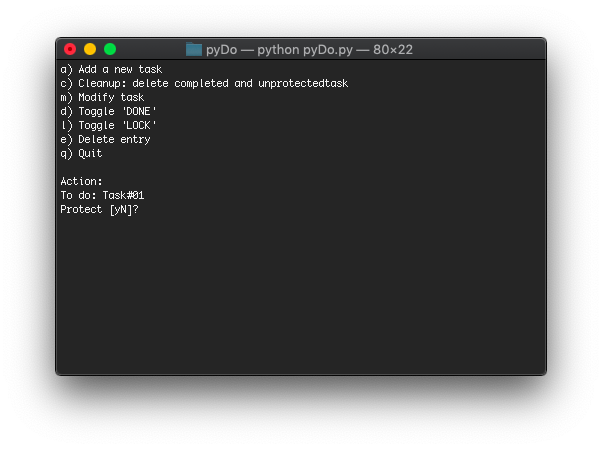 pyDo — python pyDo.py — 80×22
a) Add a new task
c) Cleanup: delete completed and unprotectedtask
m) Modify task
d) Toggle 'DONE'
l) Toggle 'LOCK'
e) Delete entry
q) Quit
Action:
To do: Task#01
Protect [yN]?